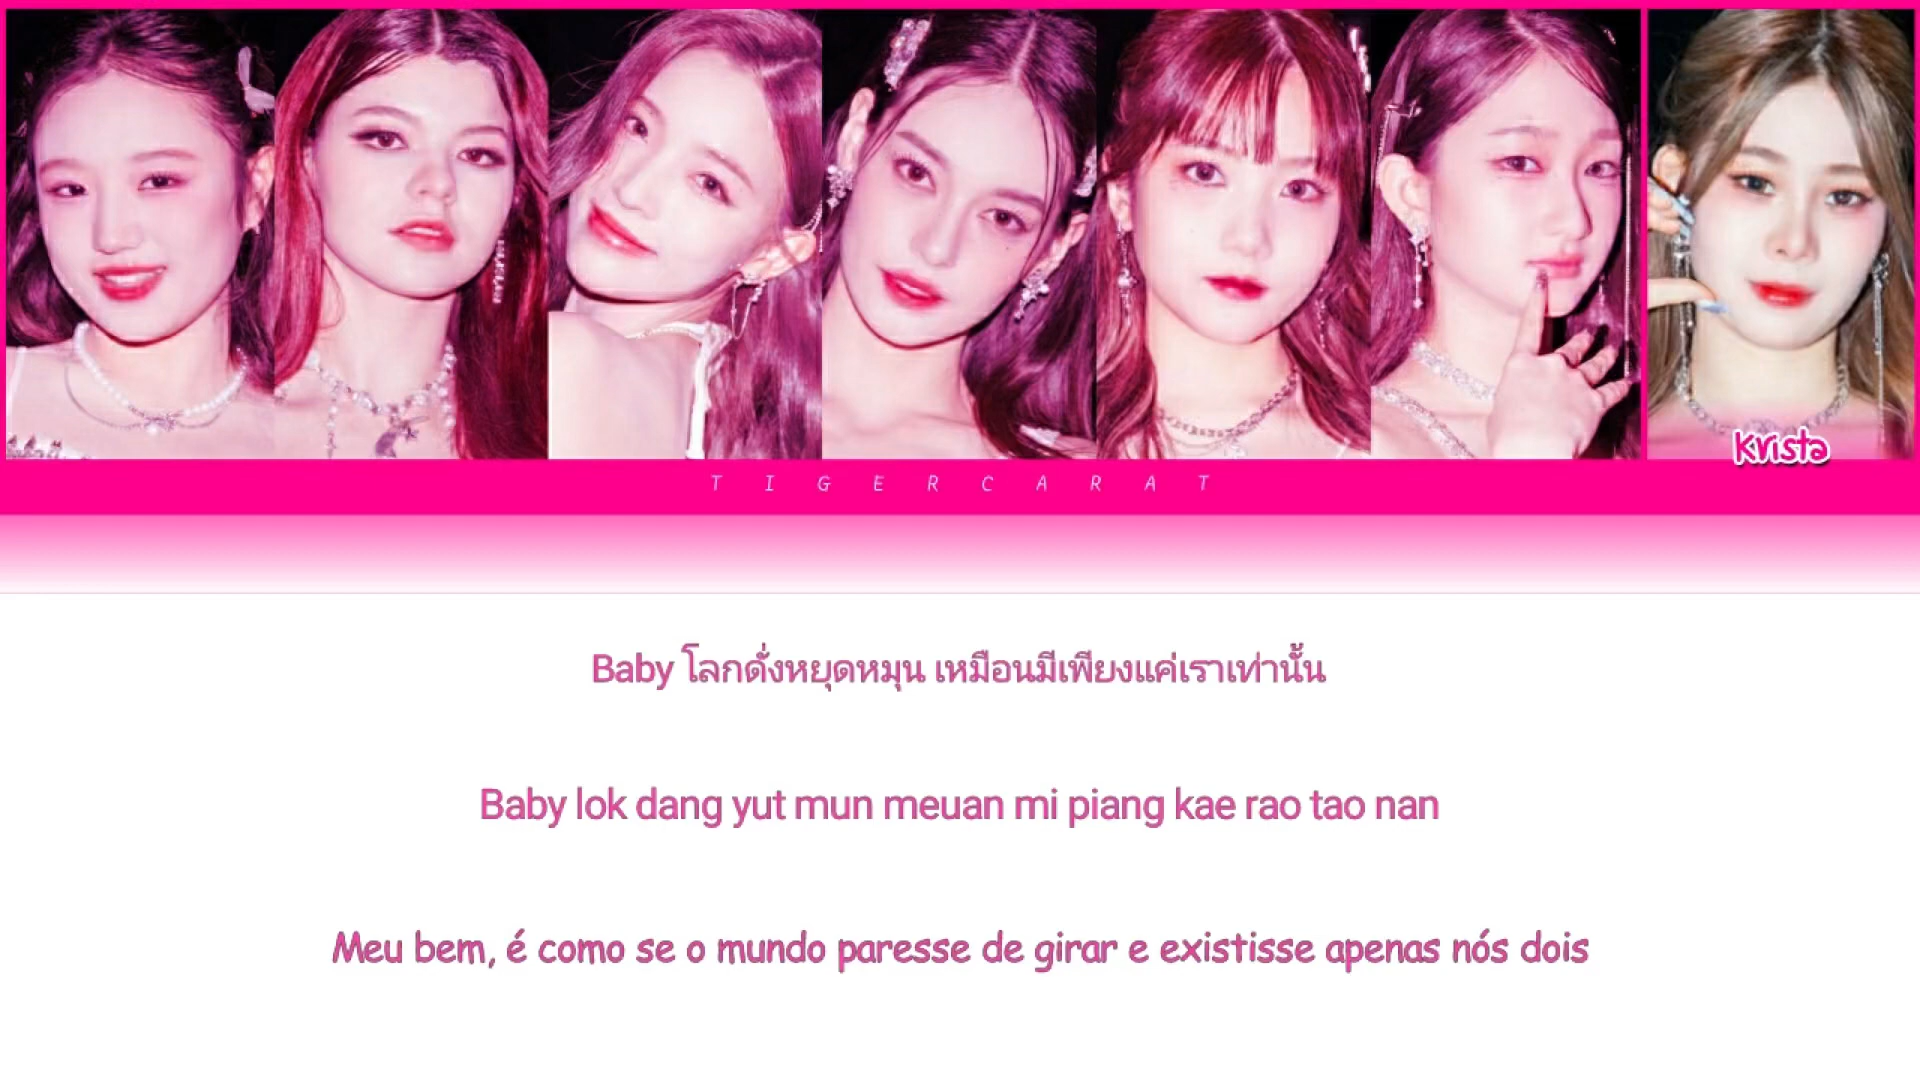 Krista
T I G E R C A R A T
Baby โลกดั่งหยุดหมุน เหมือนมีเพียงแค่เราเท่านั้น
Baby lok dang yut mun meuan mi piang kae rao tao nan
Meu bem, é como se o mundo paresse de girar e existisse apenas nós dois